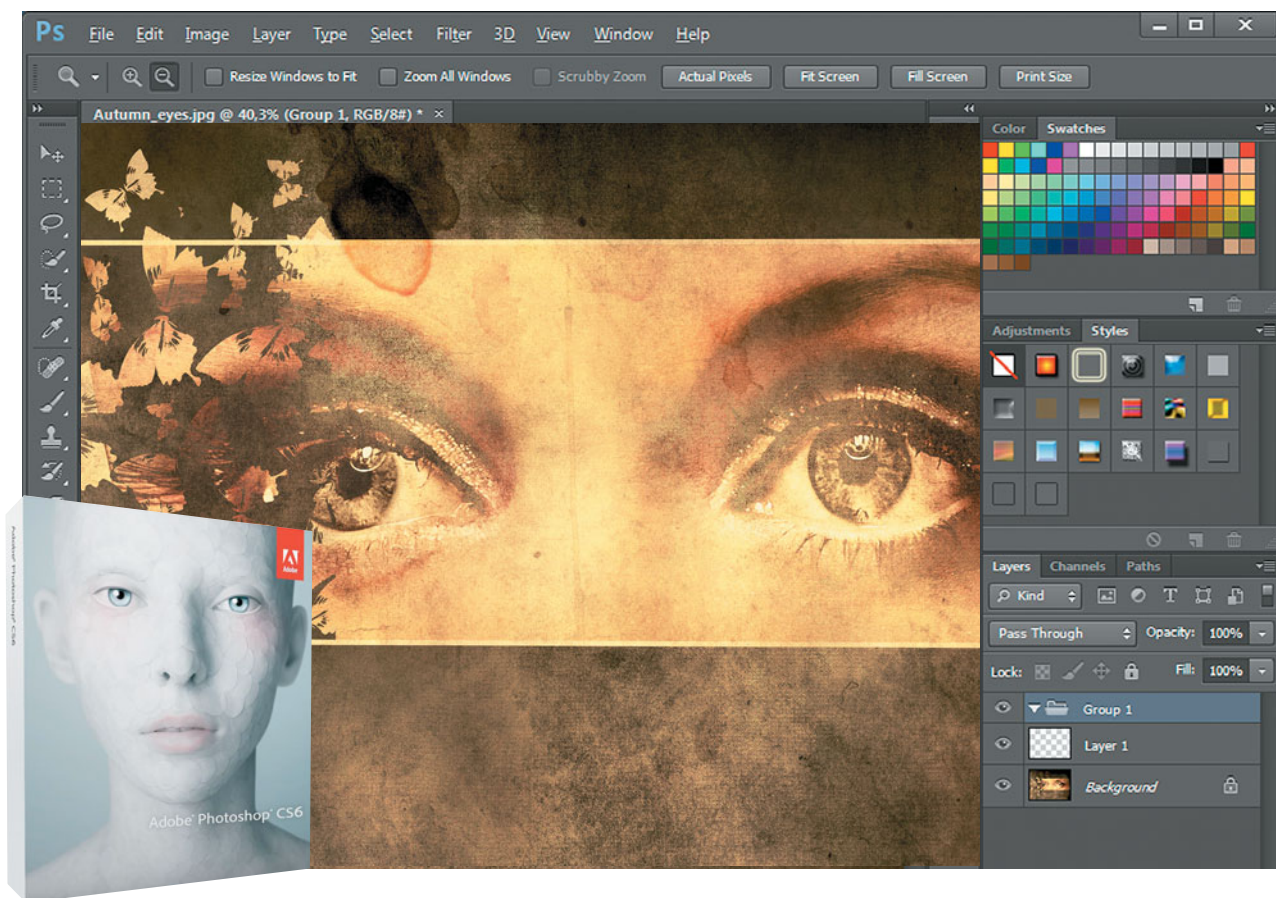 Ps File Edit Image Layer Type Select Filter 3D View Window Help
Resize Windows to Fit Zoom All Windows Scrubby Zoom Actual Pixels Fit Screen Fill Screen Print Size
Autumn_eyes.jpg @ 40,3% (Group 1, RGB/8#) * ×
Color Swatches
Adjustments Styles
Layers Channels Paths
Kind T
Pass Through Opacity: 100%
Lock: Fill: 100%
Group 1
Layer 1
Background
Adobe
Adobe® Photoshop® CS6
Adobe® Photoshop® CS6